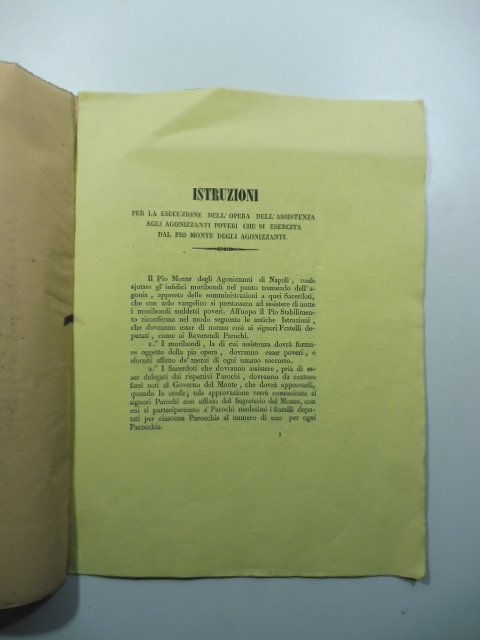 ISTRUZIONI
PER LA ESECUZIONE DELL'OPERA DELL'ASSISTENZA
AGLI AGONIZZANTI POVERI CHE SI ESERCITA
DAL PIO MONTE DEGLI AGONIZZANTI.
Il Pio Monte degli Agonizzanti di Napoli, onde
ajutare gl'infelici moribondi nel punto tremendo dell'a-
gonia, appresta delle somministrazioni a quei Sacerdoti,
che con zelo vangelico si prestassero ad assistere di notte
i moribondi suddetti poveri. All'uopo il Pio Stabilimen-
to riconferma nel modo seguente le antiche Istruzioni,
che dovranno esser di norma così ai signori Fratelli de-
putati, come ai Reverendi Parochi.
1.° I moribondi, la di cui assistenza dovrà forma-
re oggetto della pia opera, dovranno esser poveri, e
sforniti affatto de' mezzi di ogni umano soccorso.
2.° I Sacerdoti che dovranno assistere, pria di es-
ser delegati dai rispettivi Parochi, dovranno da costoro
farsi noti al Governo del Monte, che dovrà approvarli,
quando lo creda; tale approvazione verrà comunicata ai
signori Parochi con uffizio del Segretario del Monte, con
cui si parteciperanno a' Parochi medesimi i fratelli depu-
tati per ciascuna Parocchia al numero di uno per ogni
Parocchia.
1